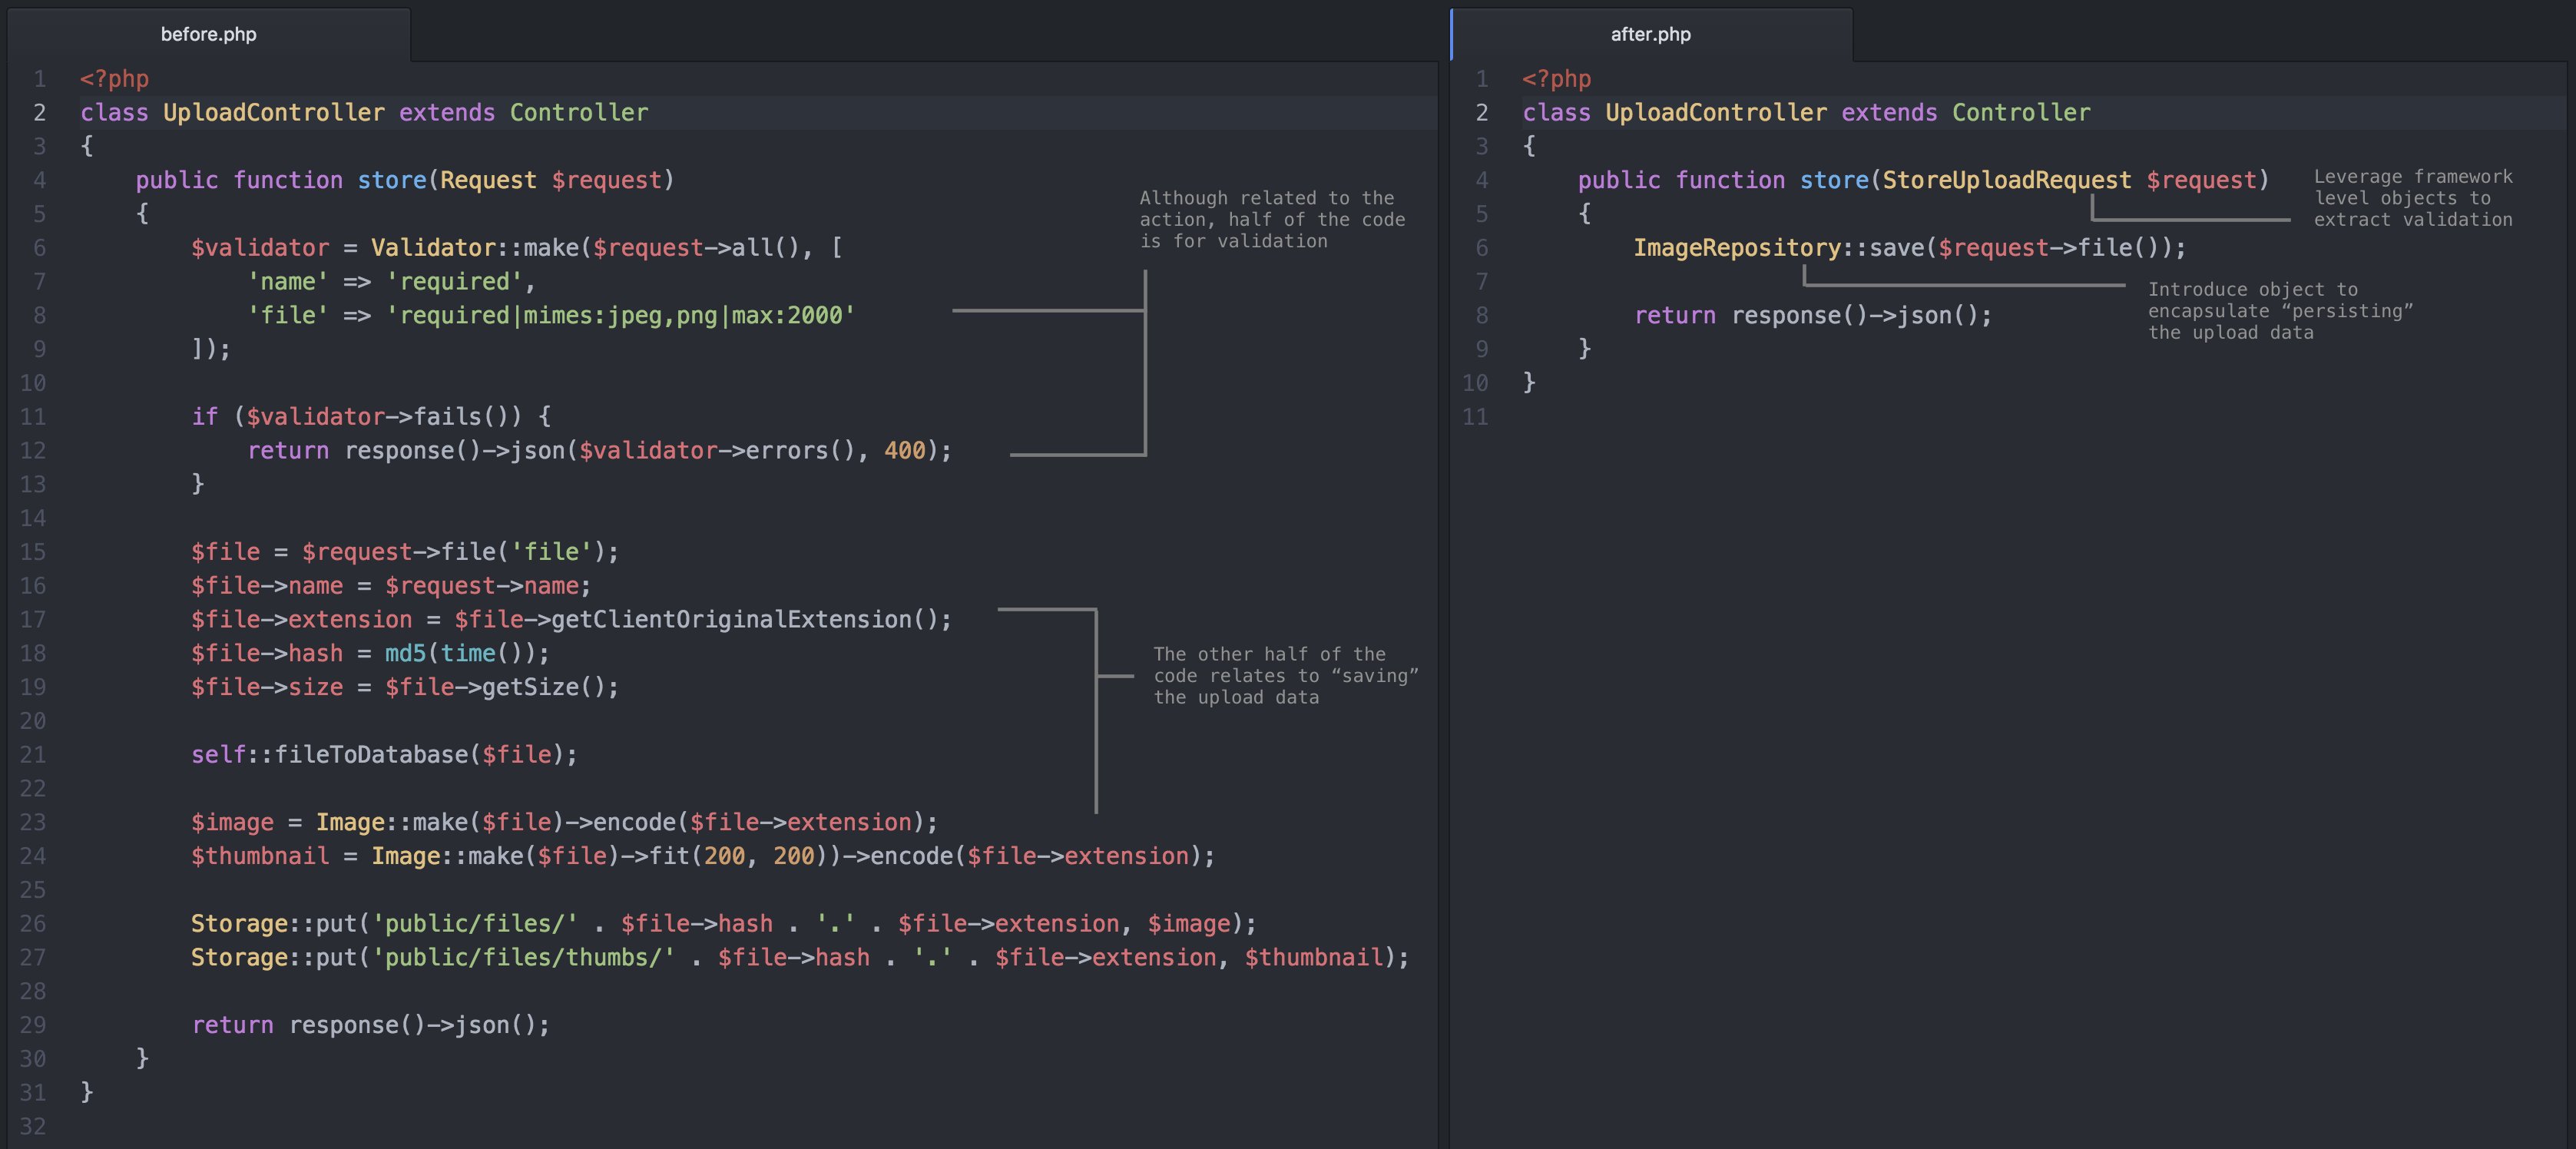 before.php
1 <?php
2 class UploadController extends Controller
3 {
4     public function store(Request $request)
5     {
6         $validator = Validator::make($request->all(), [
7             'name' => 'required',
8             'file' => 'required|mimes:jpeg,png|max:2000'
9         ]);
10
11         if ($validator->fails()) {
12             return response()->json($validator->errors(), 400);
13         }
14
15         $file = $request->file('file');
16         $file->name = $request->name;
17         $file->extension = $file->getClientOriginalExtension();
18         $file->hash = md5(time());
19         $file->size = $file->getSize();
20
21         self::fileToDatabase($file);
22
23         $image = Image::make($file)->encode($file->extension);
24         $thumbnail = Image::make($file)->fit(200, 200))->encode($file->extension);
25
26         Storage::put('public/files/' . $file->hash . '.' . $file->extension, $image);
27         Storage::put('public/files/thumbs/' . $file->hash . '.' . $file->extension, $thumbnail);
28
29         return response()->json();
30     }
31 }
32
Although related to the
action, half of the code
is for validation
The other half of the
code relates to “saving”
the upload data
after.php
1 <?php
2 class UploadController extends Controller
3 {
4     public function store(StoreUploadRequest $request)
5     {
6         ImageRepository::save($request->file());
7
8         return response()->json();
9     }
10 }
11
Leverage framework
level objects to
extract validation
Introduce object to
encapsulate “persisting”
the upload data